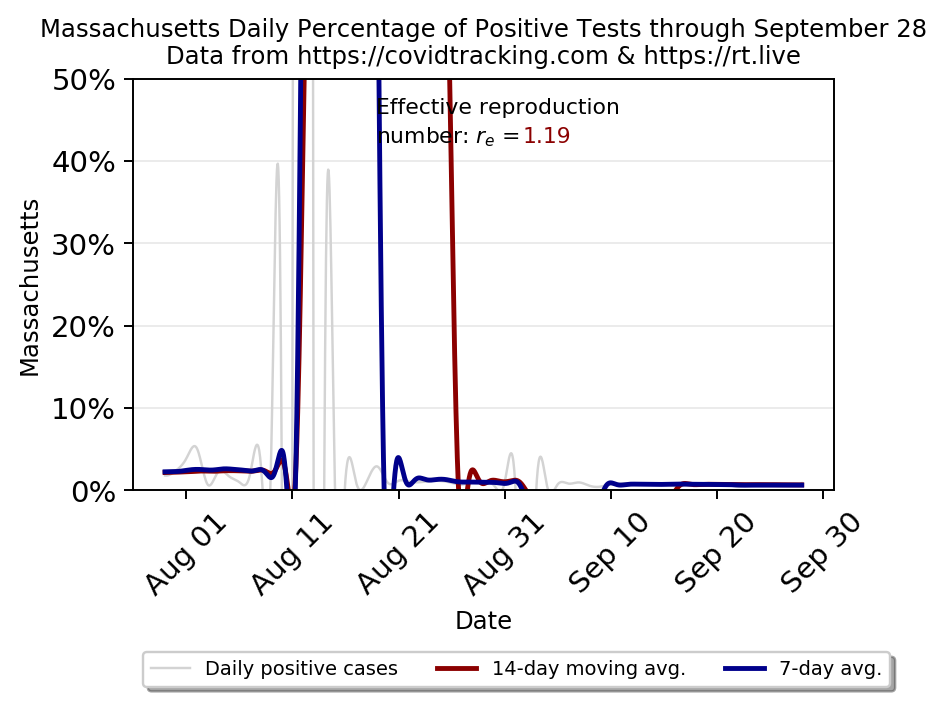 Massachusetts Daily Percentage of Positive Tests through September 28
Data from https://covidtracking.com & https://rt.live
50%
Effective reproduction
number: rₑ = 1.19
40%
30%
20%
10%
0%
Massachusetts
Aug 01
Aug 11
Aug 21
Aug 31
Sep 10
Sep 20
Sep 30
Date
Daily positive cases
14-day moving avg.
7-day avg.